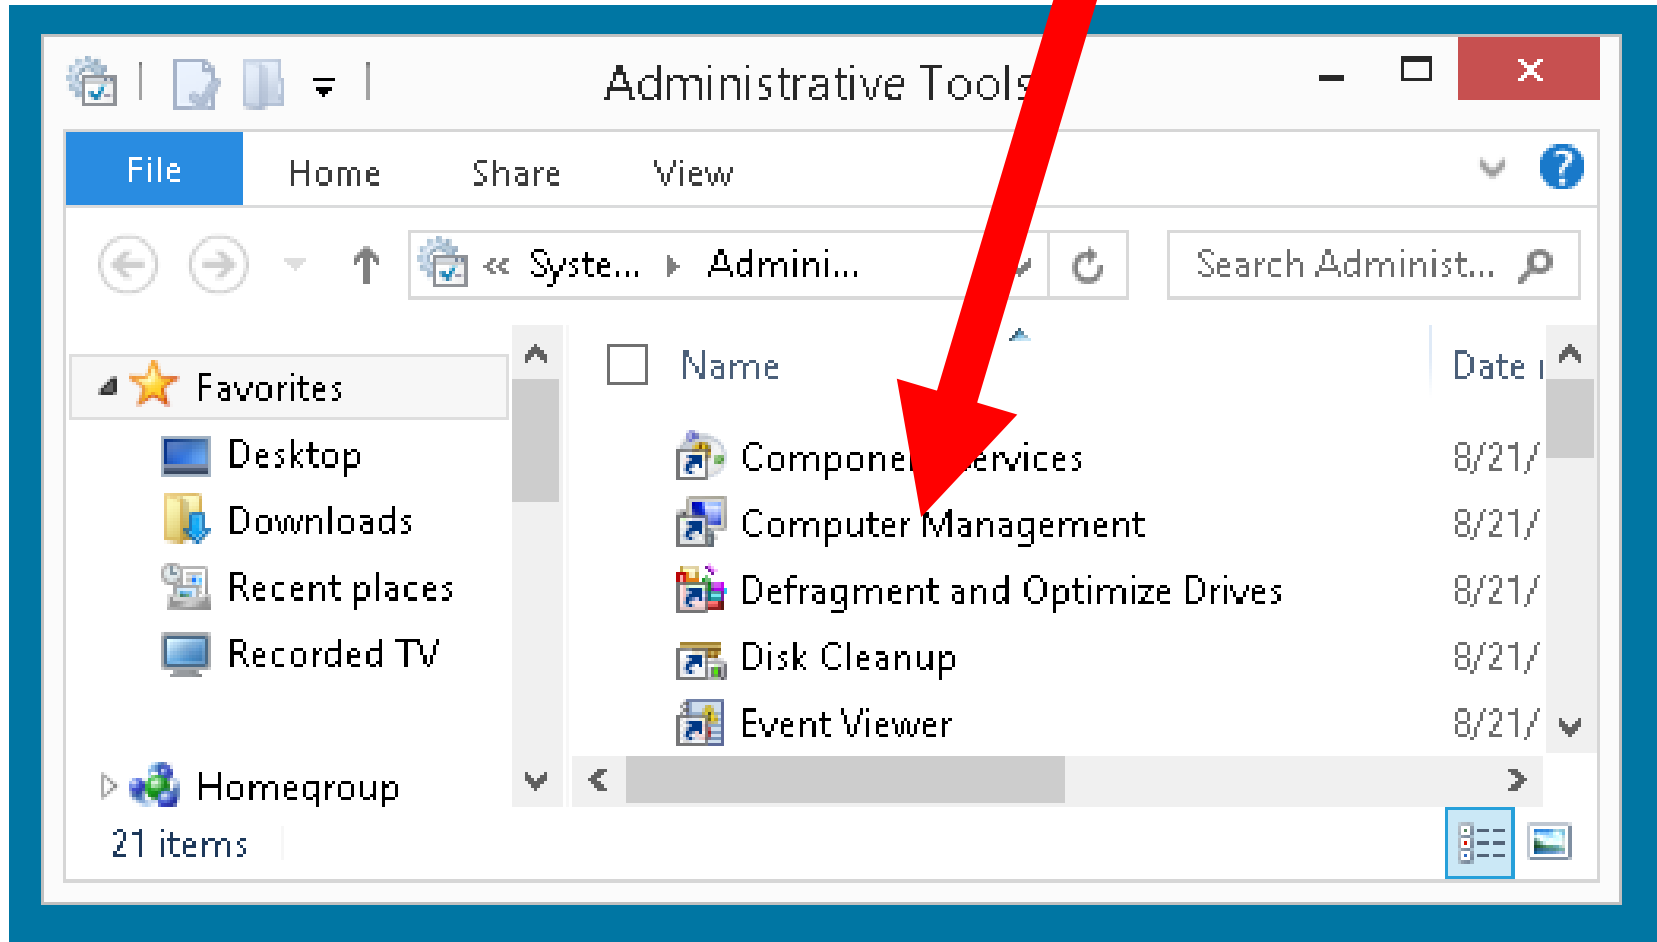 Administrative Tools
File Home Share View
« Syste... Admini... Search Administ...
Name Date
Favorites
Desktop
Downloads
Recent places
Recorded TV
Homegroup
Services 8/21/
Computer Management 8/21/
Defragment and Optimize Drives 8/21/
Disk Cleanup 8/21/
Event Viewer 8/21/
21 items